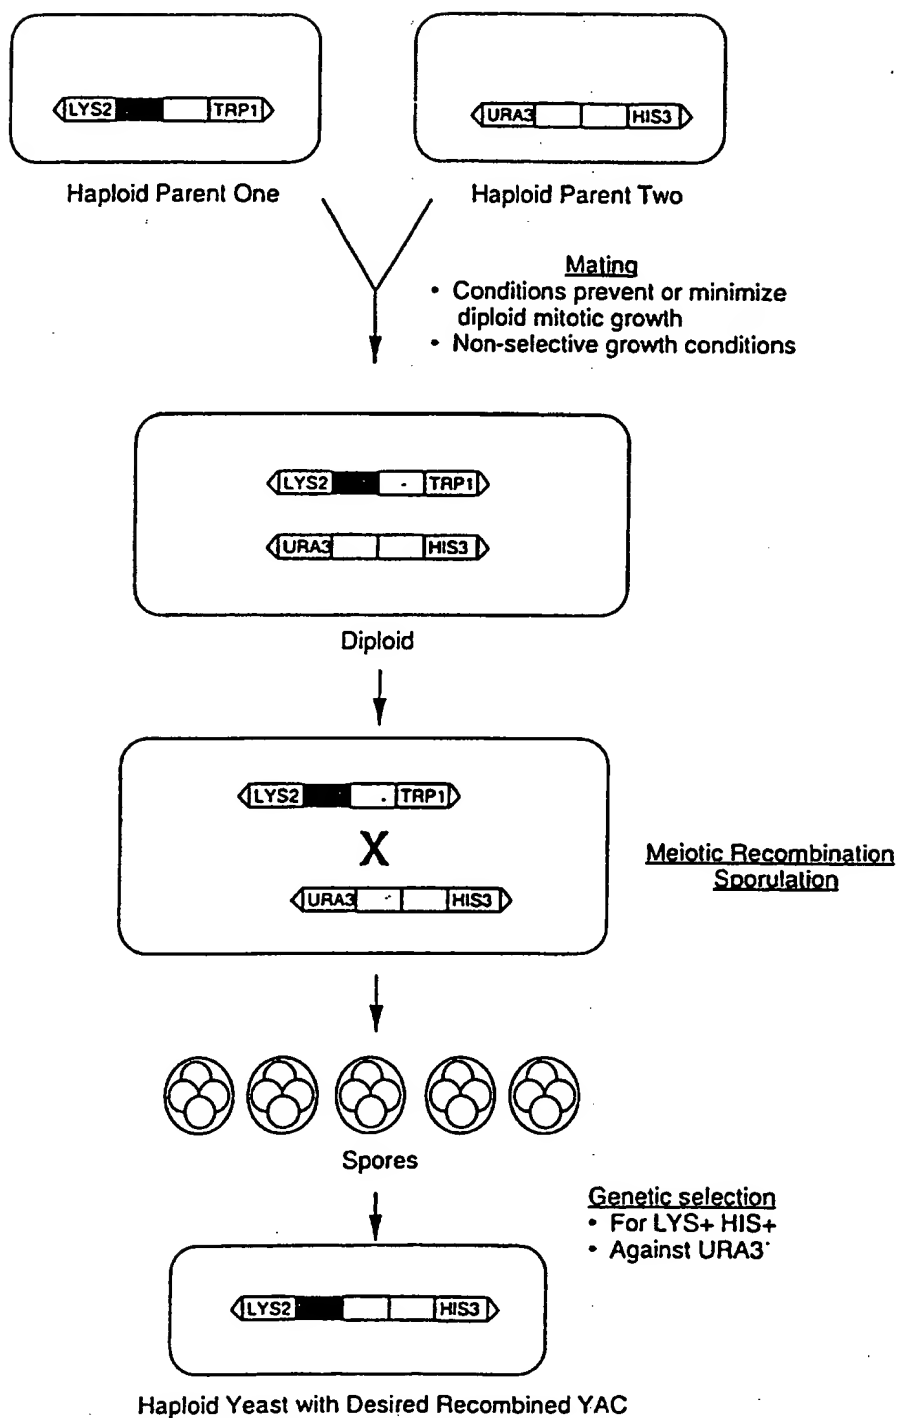 LYS2 TRP1
URA3 HIS3
Haploid Parent One
Haploid Parent Two
Mating
• Conditions prevent or minimize
diploid mitotic growth
• Non-selective growth conditions
LYS2 TRP1
URA3 HIS3
Diploid
LYS2 TRP1
X
URA3 HIS3
Meiotic Recombination
Sporulation
Spores
Genetic selection
• For LYS+ HIS+
• Against URA3
LYS2 HIS3
Haploid Yeast with Desired Recombined YAC